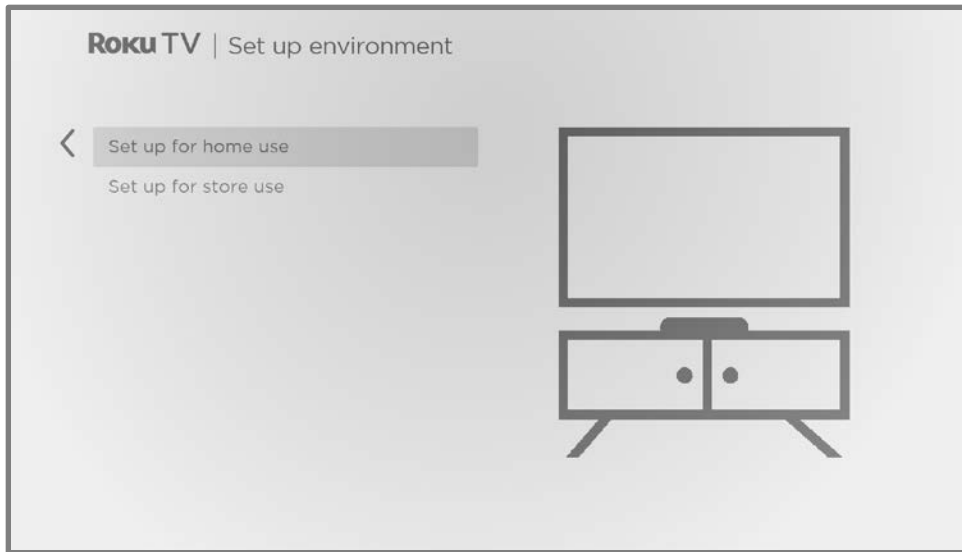 Roku TV | Set up environment
Set up for home use
Set up for store use